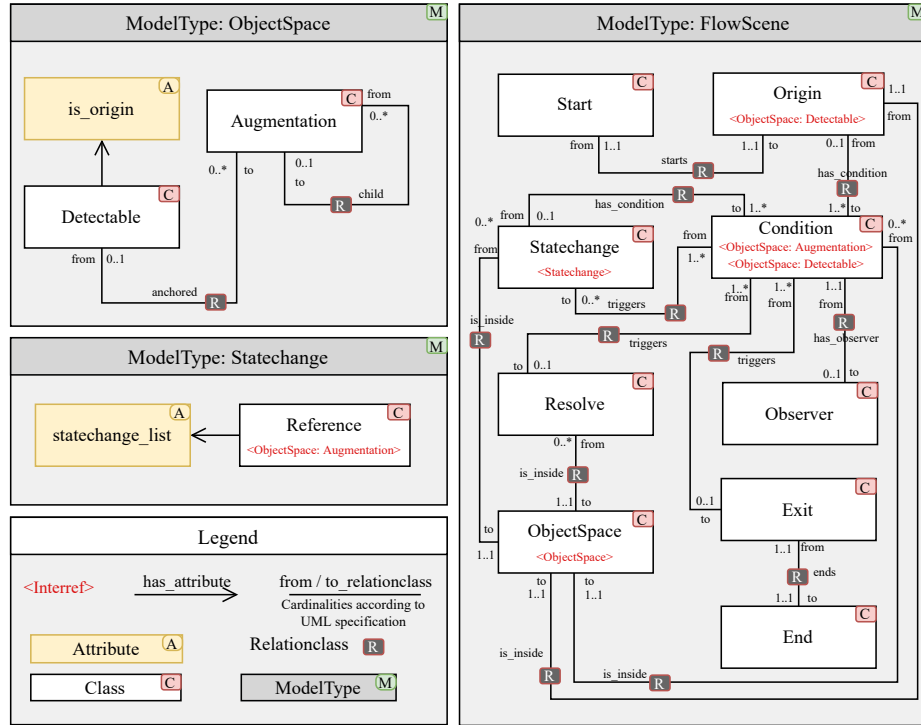 ModelType: ObjectSpace
M
is_origin
A
Augmentation
C
from
0..*
0..*
to
0..1
to
child
R
Detectable
C
from
0..1
anchored
R
ModelType: Statechange
M
statechange_list
A
Reference
C
<ObjectSpace: Augmentation>
Legend
<Interref>
has_attribute
from / to_relationclass
Cardinalities according to
UML specification
Attribute
A
Relationclass
R
Class
C
ModelType
M
ModelType: FlowScene
M
Start
C
from
1..1
starts
R
Origin
C
<ObjectSpace: Detectable>
1..1
from
1..1
to
0..1
from
has_condition
R
to
1..*
has_condition
R
from
0..1
to
1..*
0..*
from
Statechange
C
<Statechange>
Condition
C
<ObjectSpace: Augmentation>
<ObjectSpace: Detectable>
0..*
from
from
1..*
to
0..*
triggers
R
is_inside
R
1..*
from
1..*
from
1..1
from
R
triggers
R
triggers
R
has_observer
to
0..1
0..1
to
Resolve
C
Observer
C
0..*
from
is_inside
R
1..1
to
to
1..1
ObjectSpace
C
<ObjectSpace>
0..1
to
Exit
C
1..1
from
R
ends
1..1
to
to
1..1
to
1..1
End
C
is_inside
R
is_inside
R